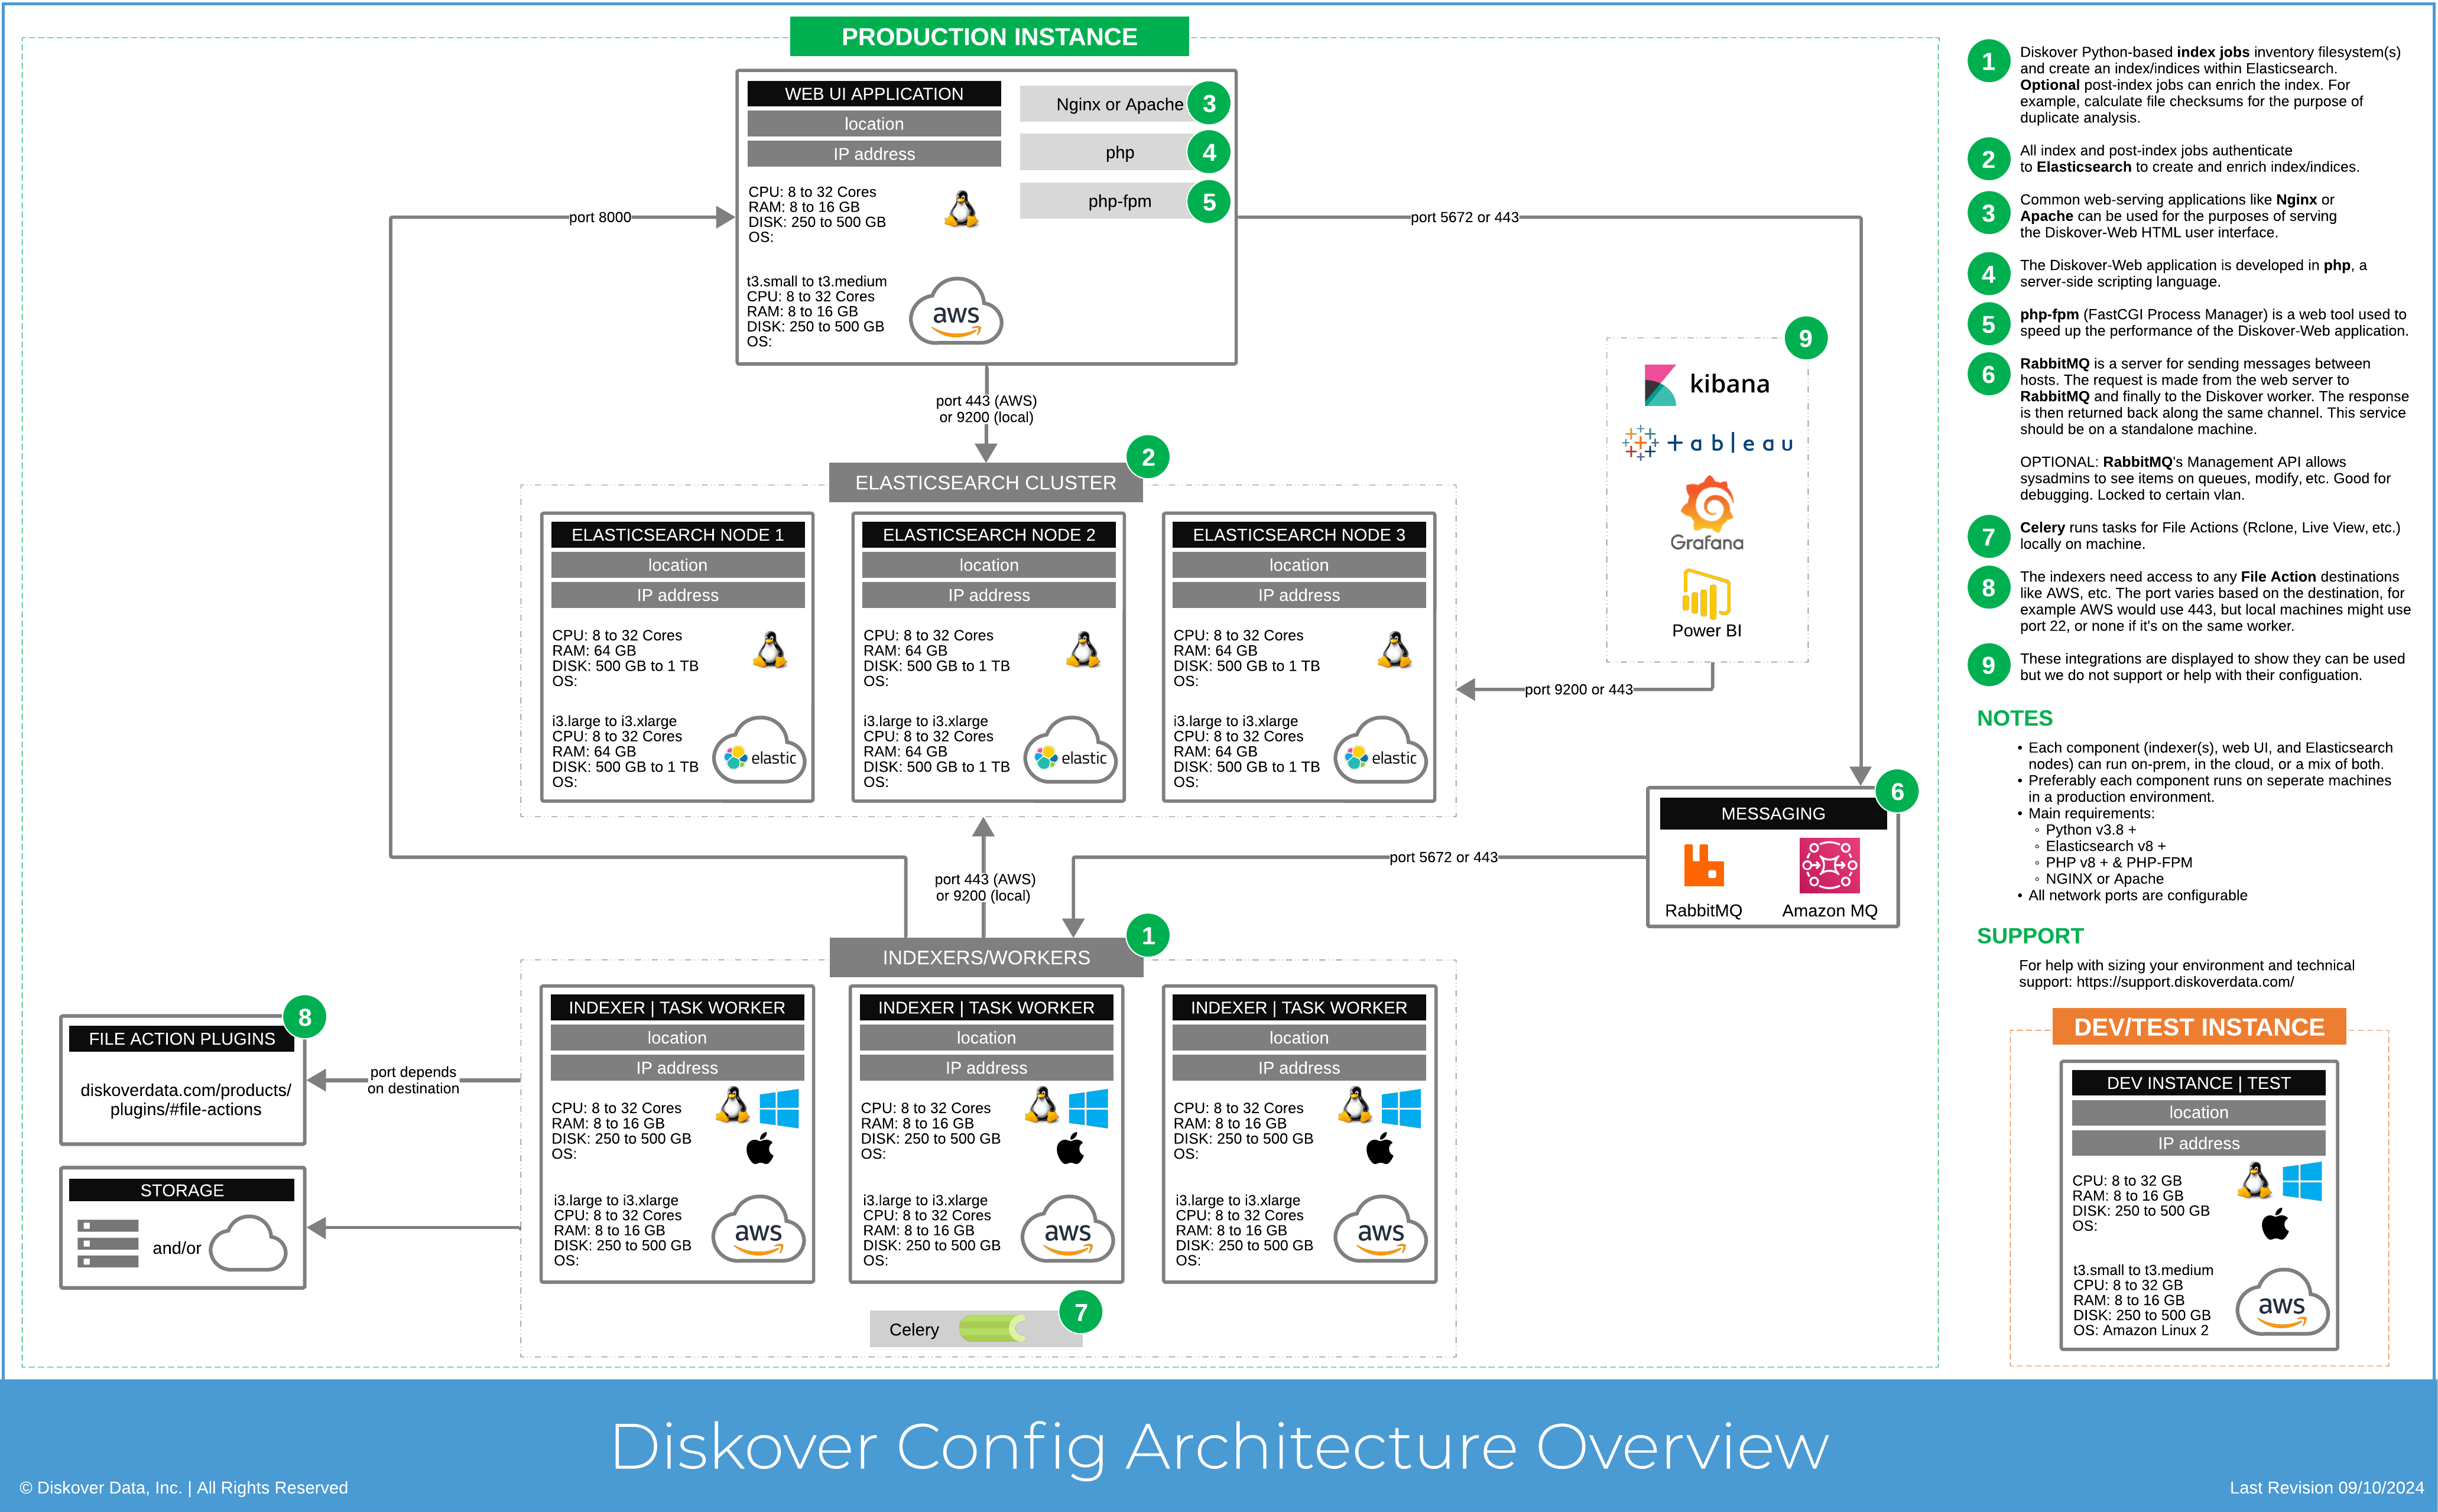 PRODUCTION INSTANCE
WEB UI APPLICATION
location
IP address
CPU: 8 to 32 Cores
RAM: 8 to 16 GB
DISK: 250 to 500 GB
OS:
t3.small to t3.medium
CPU: 8 to 32 Cores
RAM: 8 to 16 GB
DISK: 250 to 500 GB
OS:
aws
Nginx or Apache
3
php
4
php-fpm
5
port 8000
port 5672 or 443
port 443 (AWS)
or 9200 (local)
9
kibana
+ a b | e a u
Grafana
Power BI
port 9200 or 443
ELASTICSEARCH CLUSTER
2
ELASTICSEARCH NODE 1
location
IP address
CPU: 8 to 32 Cores
RAM: 64 GB
DISK: 500 GB to 1 TB
OS:
i3.large to i3.xlarge
CPU: 8 to 32 Cores
RAM: 64 GB
DISK: 500 GB to 1 TB
OS:
elastic
ELASTICSEARCH NODE 2
location
IP address
CPU: 8 to 32 Cores
RAM: 64 GB
DISK: 500 GB to 1 TB
OS:
i3.large to i3.xlarge
CPU: 8 to 32 Cores
RAM: 64 GB
DISK: 500 GB to 1 TB
OS:
elastic
ELASTICSEARCH NODE 3
location
IP address
CPU: 8 to 32 Cores
RAM: 64 GB
DISK: 500 GB to 1 TB
OS:
i3.large to i3.xlarge
CPU: 8 to 32 Cores
RAM: 64 GB
DISK: 500 GB to 1 TB
OS:
elastic
6
MESSAGING
RabbitMQ
Amazon MQ
port 5672 or 443
port 443 (AWS)
or 9200 (local)
INDEXERS/WORKERS
1
INDEXER | TASK WORKER
location
IP address
CPU: 8 to 32 Cores
RAM: 8 to 16 GB
DISK: 250 to 500 GB
OS:
i3.large to i3.xlarge
CPU: 8 to 32 Cores
RAM: 8 to 16 GB
DISK: 250 to 500 GB
OS:
aws
INDEXER | TASK WORKER
location
IP address
CPU: 8 to 32 Cores
RAM: 8 to 16 GB
DISK: 250 to 500 GB
OS:
i3.large to i3.xlarge
CPU: 8 to 32 Cores
RAM: 8 to 16 GB
DISK: 250 to 500 GB
OS:
aws
INDEXER | TASK WORKER
location
IP address
CPU: 8 to 32 Cores
RAM: 8 to 16 GB
DISK: 250 to 500 GB
OS:
i3.large to i3.xlarge
CPU: 8 to 32 Cores
RAM: 8 to 16 GB
DISK: 250 to 500 GB
OS:
aws
Celery
7
8
FILE ACTION PLUGINS
diskoverdata.com/products/
plugins/#file-actions
port depends
on destination
STORAGE
and/or
1
Diskover Python-based index jobs inventory filesystem(s)
and create an index/indices within Elasticsearch.
Optional post-index jobs can enrich the index. For
example, calculate file checksums for the purpose of
duplicate analysis.
2
All index and post-index jobs authenticate
to Elasticsearch to create and enrich index/indices.
3
Common web-serving applications like Nginx or
Apache can be used for the purposes of serving
the Diskover-Web HTML user interface.
4
The Diskover-Web application is developed in php, a
server-side scripting language.
5
php-fpm (FastCGI Process Manager) is a web tool used to
speed up the performance of the Diskover-Web application.
6
RabbitMQ is a server for sending messages between
hosts. The request is made from the web server to
RabbitMQ and finally to the Diskover worker. The response
is then returned back along the same channel. This service
should be on a standalone machine.
OPTIONAL: RabbitMQ's Management API allows
sysadmins to see items on queues, modify, etc. Good for
debugging. Locked to certain vlan.
7
Celery runs tasks for File Actions (Rclone, Live View, etc.)
locally on machine.
8
The indexers need access to any File Action destinations
like AWS, etc. The port varies based on the destination, for
example AWS would use 443, but local machines might use
port 22, or none if it's on the same worker.
9
These integrations are displayed to show they can be used
but we do not support or help with their configuation.
NOTES
• Each component (indexer(s), web UI, and Elasticsearch
nodes) can run on-prem, in the cloud, or a mix of both.
• Preferably each component runs on seperate machines
in a production environment.
• Main requirements:
◦ Python v3.8 +
◦ Elasticsearch v8 +
◦ PHP v8 + & PHP-FPM
◦ NGINX or Apache
• All network ports are configurable
SUPPORT
For help with sizing your environment and technical
support: https://support.diskoverdata.com/
DEV/TEST INSTANCE
DEV INSTANCE | TEST
location
IP address
CPU: 8 to 32 GB
RAM: 8 to 16 GB
DISK: 250 to 500 GB
OS:
t3.small to t3.medium
CPU: 8 to 32 GB
RAM: 8 to 16 GB
DISK: 250 to 500 GB
OS: Amazon Linux 2
aws
Diskover Config Architecture Overview
© Diskover Data, Inc. | All Rights Reserved
Last Revision 09/10/2024